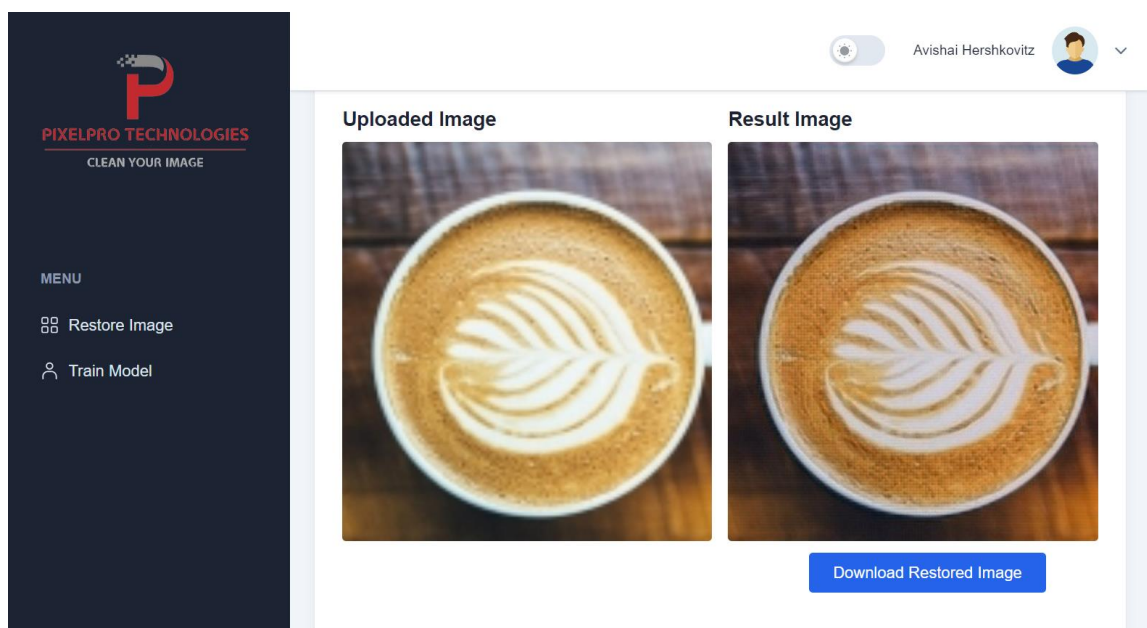 PIXELPRO TECHNOLOGIES
CLEAN YOUR IMAGE
MENU
Restore Image
Train Model
Avishai Hershkovitz
Uploaded Image
Result Image
Download Restored Image